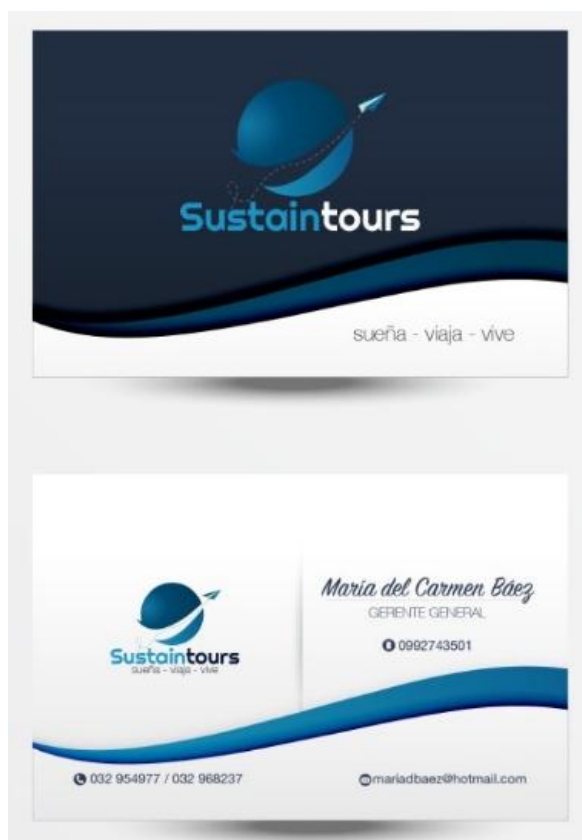 Sustaintours
sueña - viaja - vive
María del Carmen Báez
GERENTE GENERAL
0992743501
Sustaintours
sueña - viaja - vive
032 954977 / 032 968237
mariadbaez@hotmail.com